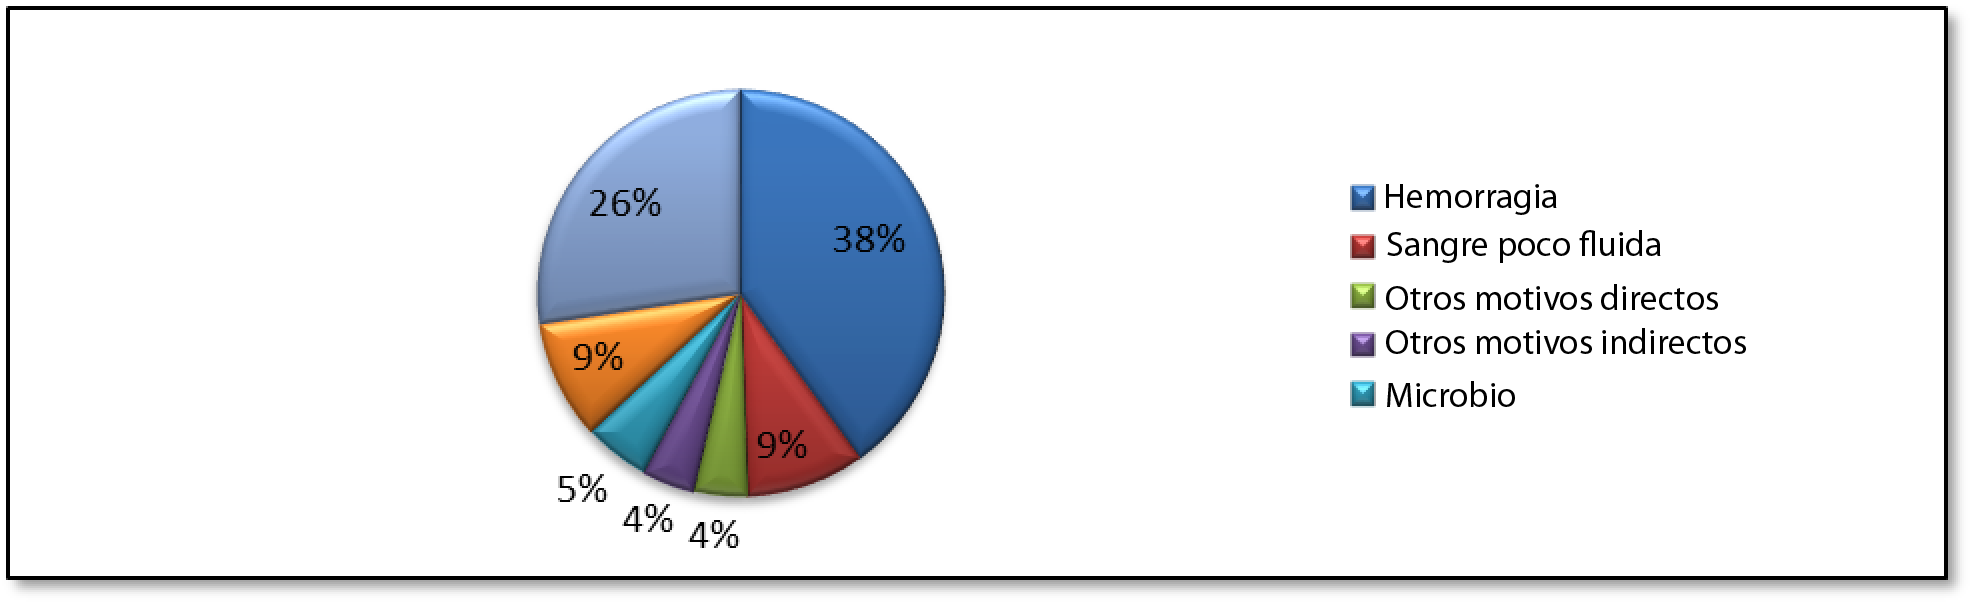 26%
38%
9%
9%
5%
4%
4%
Hemorragia
Sangre poco fluida
Otros motivos directos
Otros motivos indirectos
Microbio